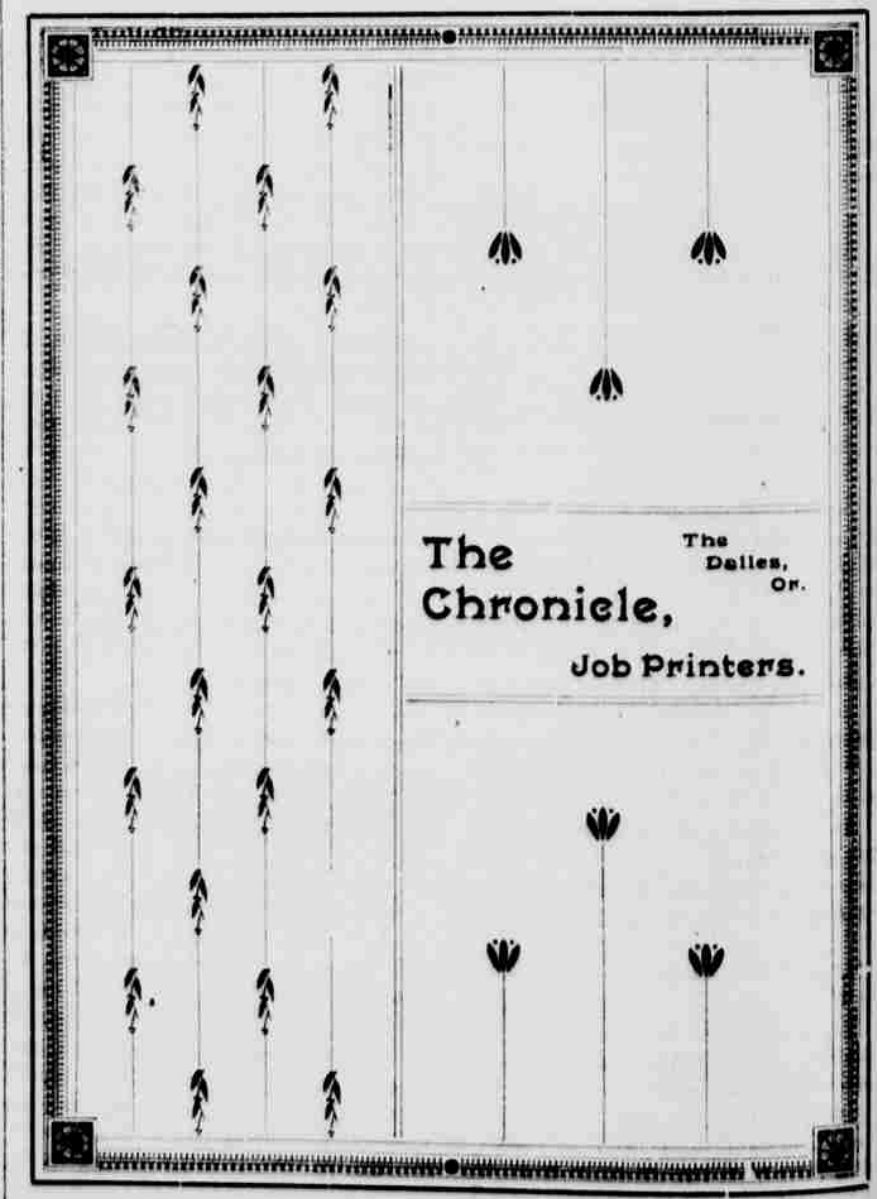 The
Chronicle,
The
Dalles,
Or.
Job Printers.